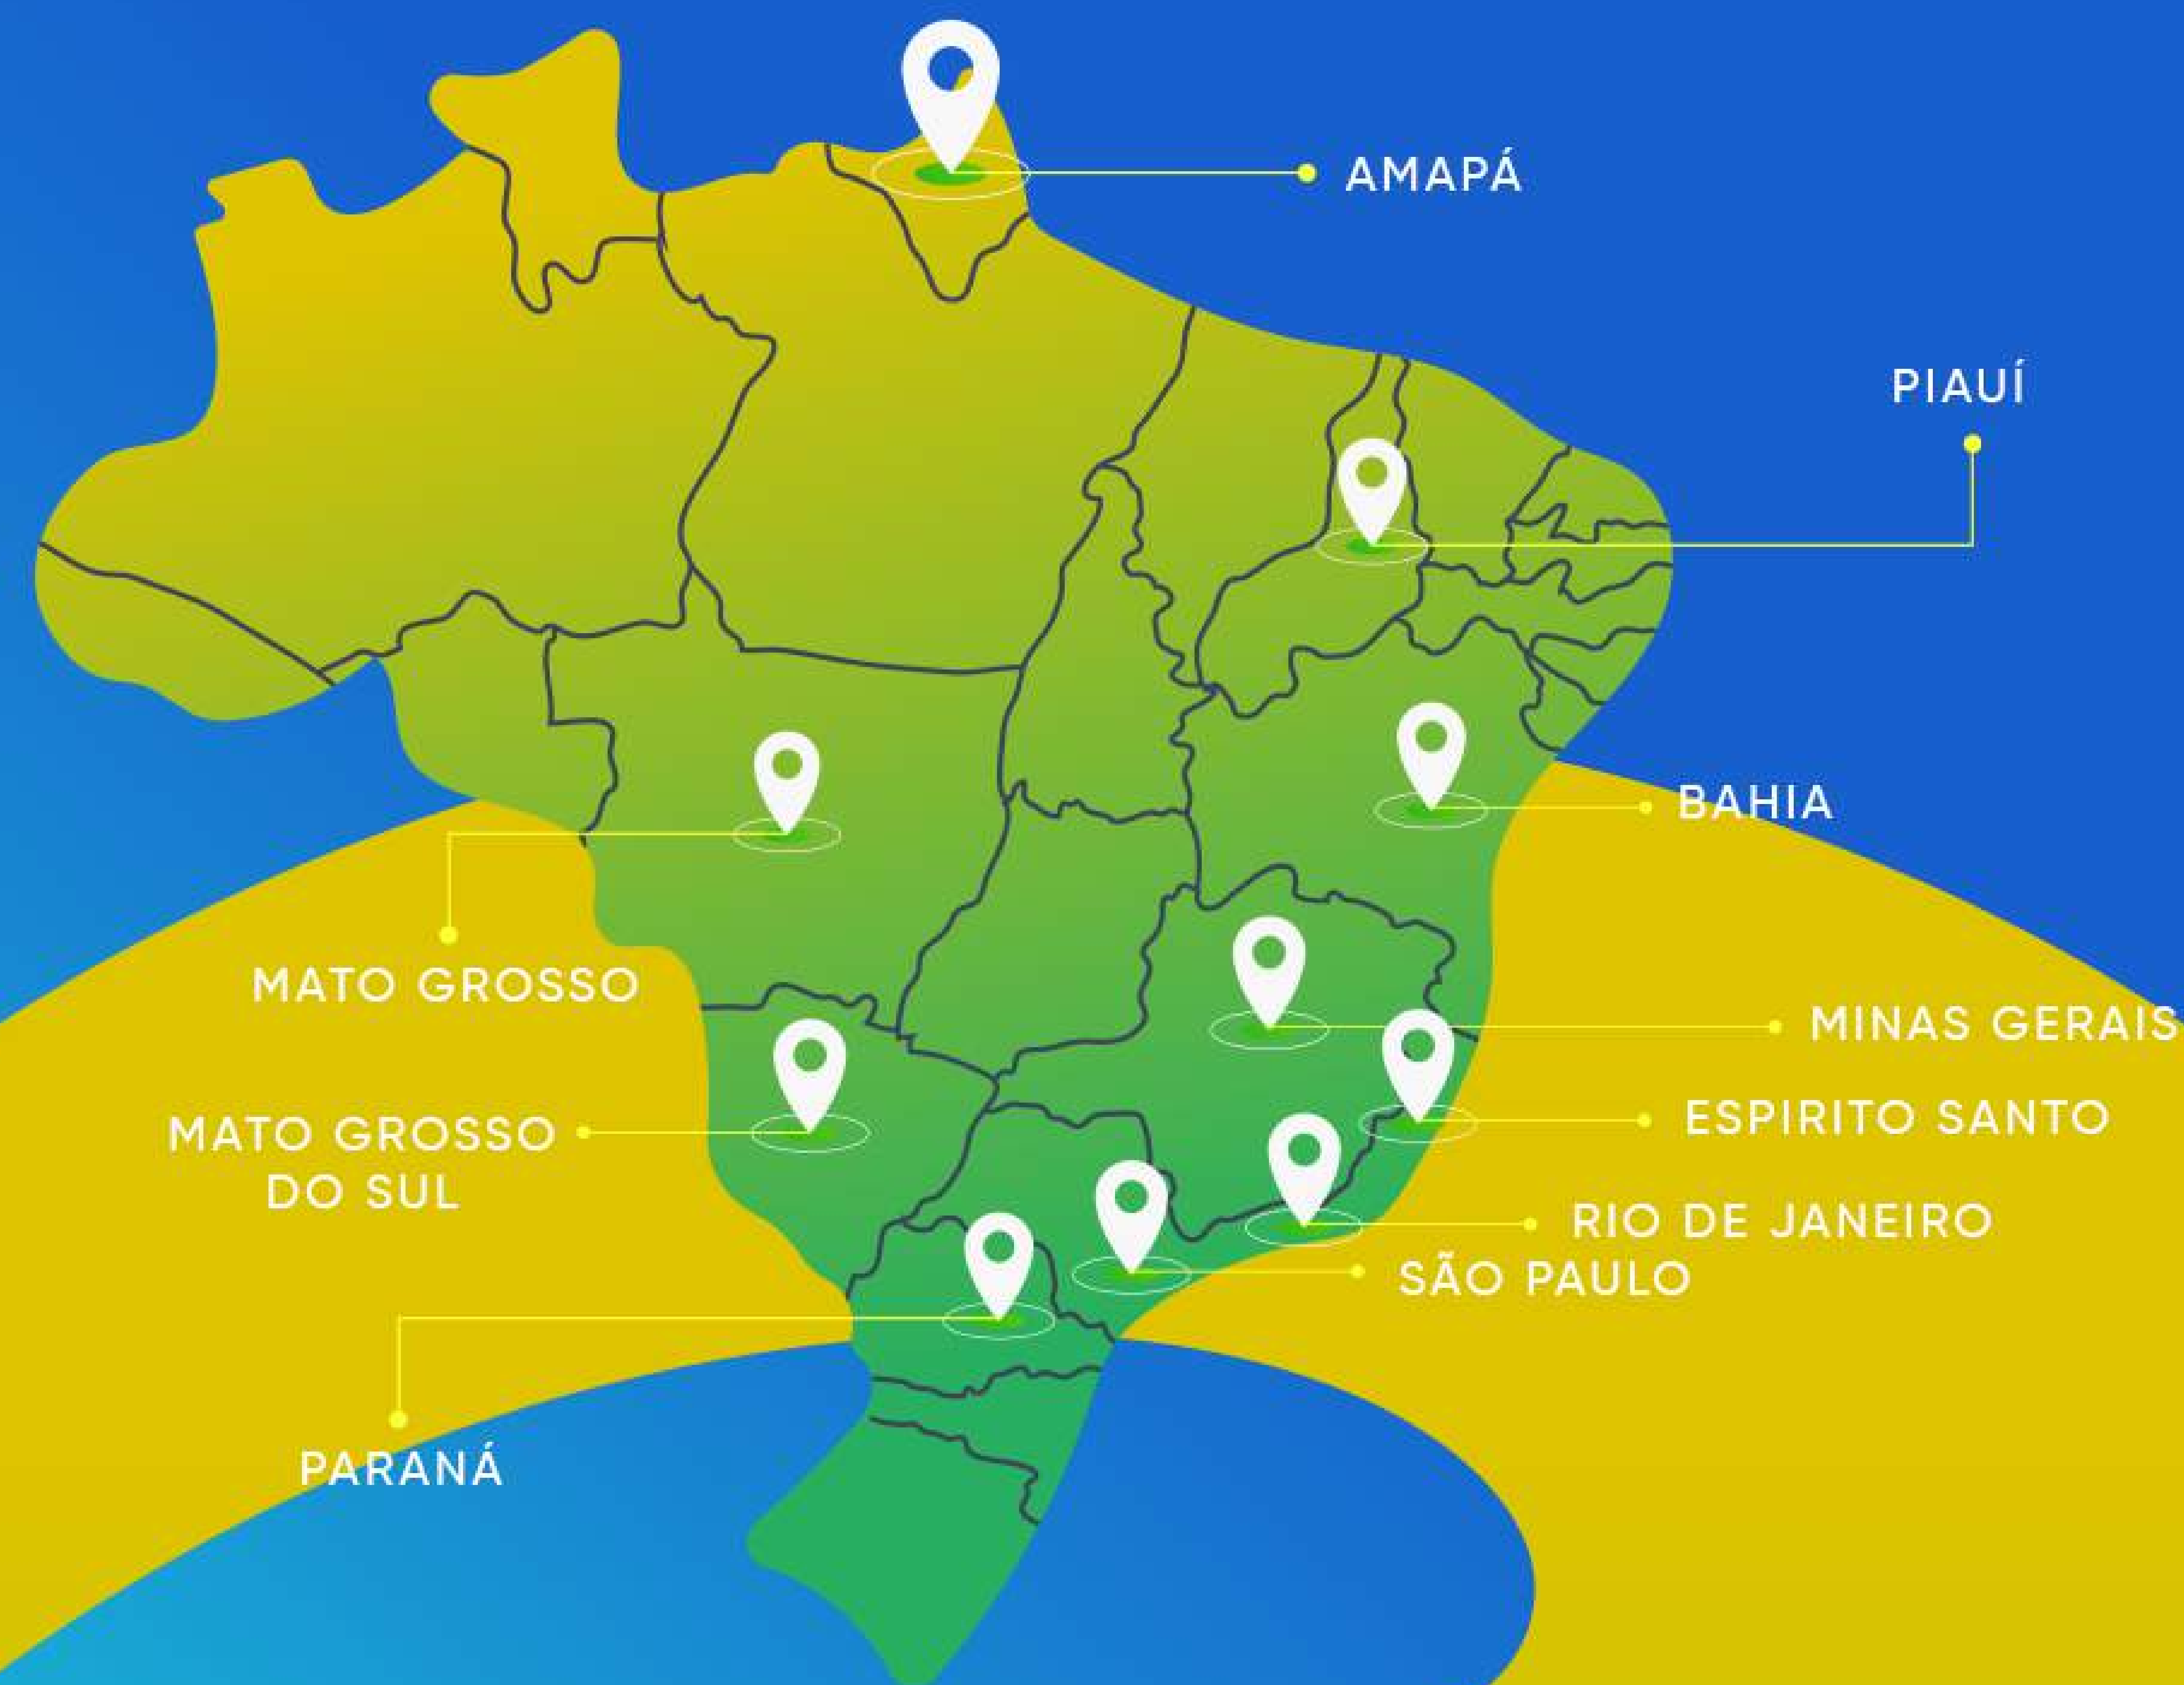 AMAPÁ
PIAUÍ
BAHIA
MATO GROSSO
MINAS GERAIS
ESPIRITO SANTO
MATO GROSSO
DO SUL
RIO DE JANEIRO
SÃO PAULO
PARANÁ